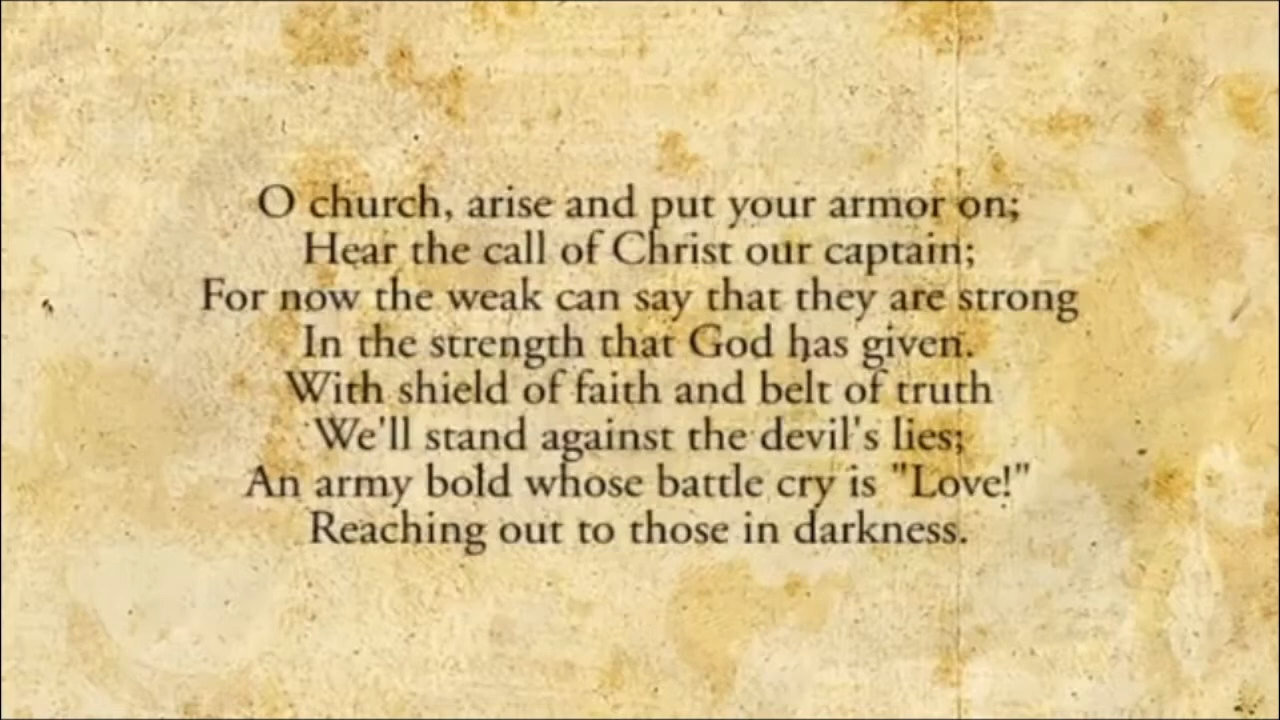 O church, arise and put your armor on;
Hear the call of Christ our captain;
For now the weak can say that they are strong
In the strength that God has given.
With shield of faith and belt of truth
We'll stand against the devil's lies;
An army bold whose battle cry is "Love!"
Reaching out to those in darkness.